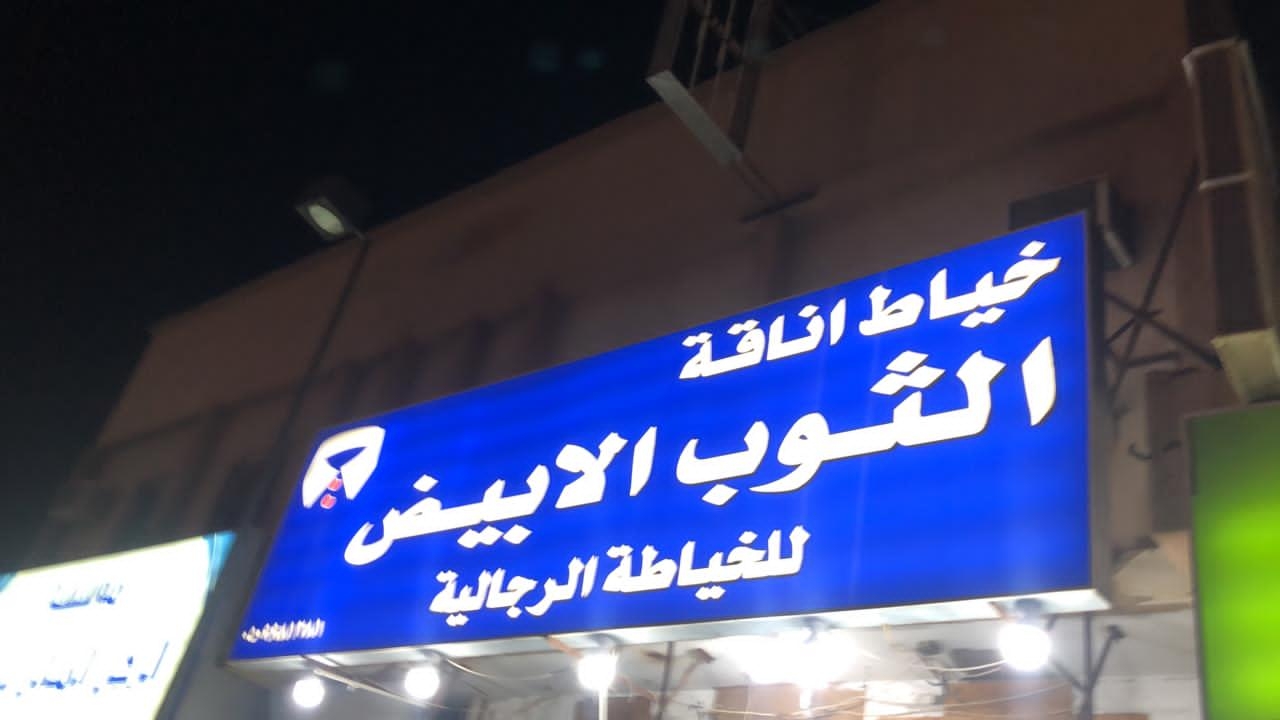 خياط اناقة
الثوب الابيض
للخياطة الرجالية